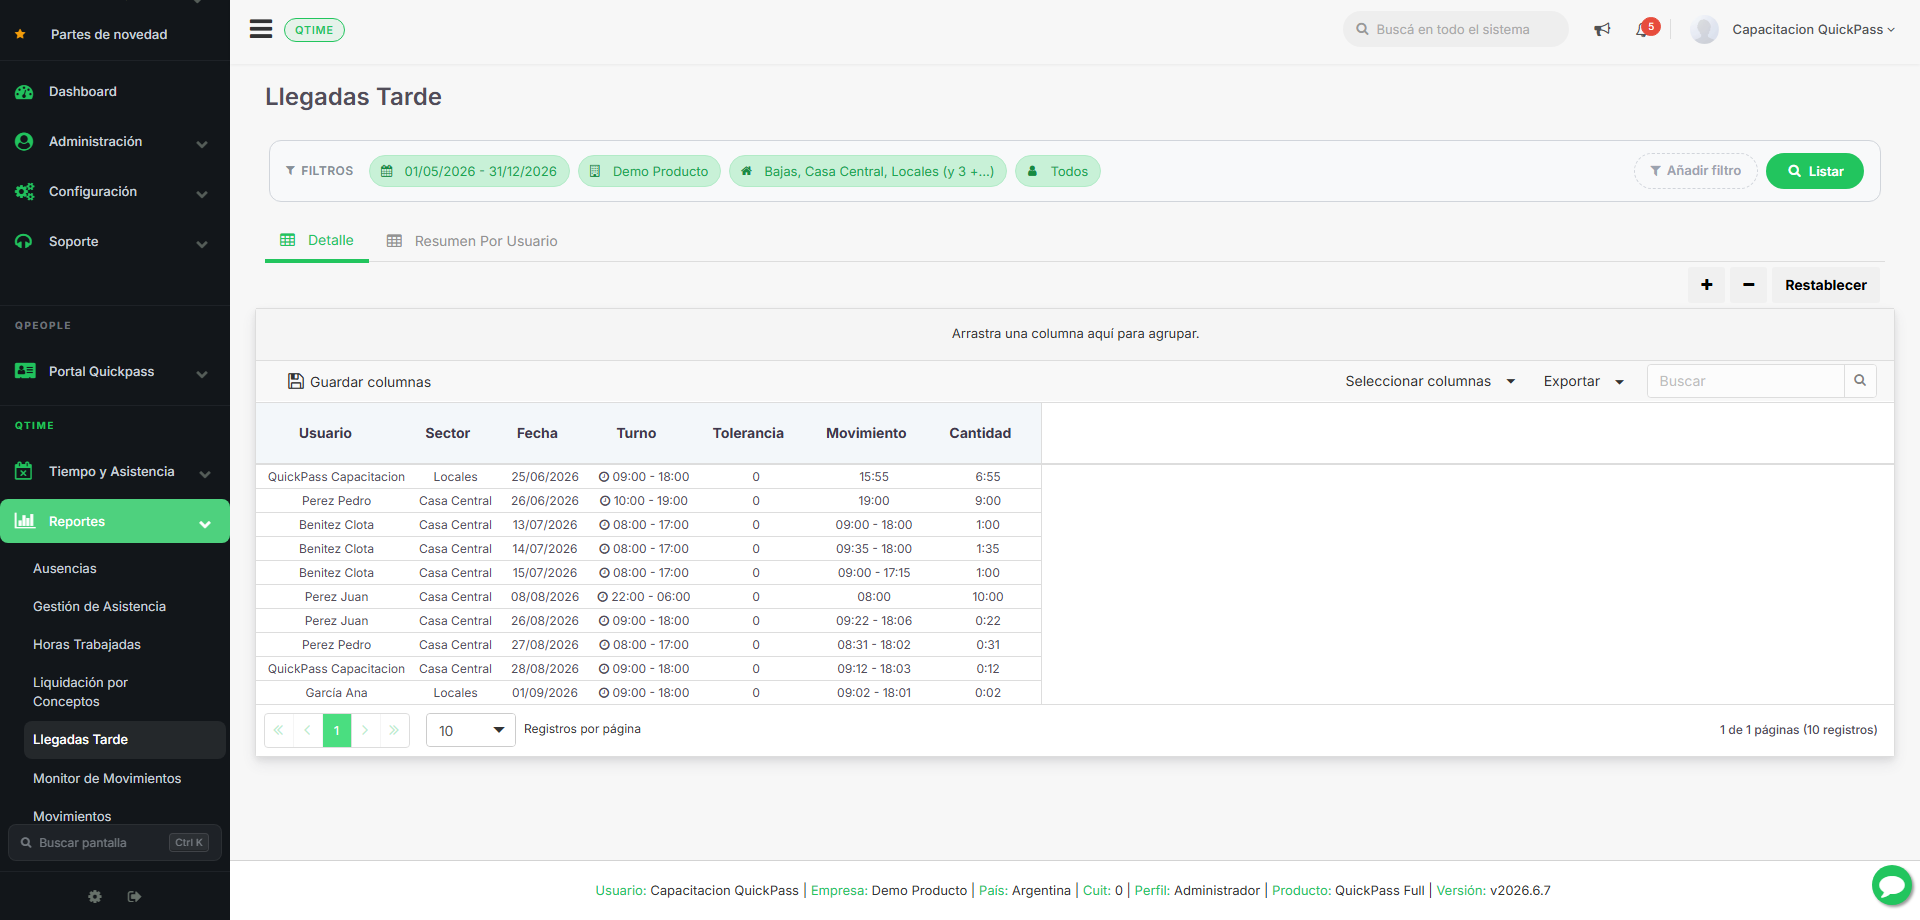 Partes de novedad
Dashboard
Administración
Configuración
Soporte
QPEOPLE
Portal Quickpass
QTIME
Tiempo y Asistencia
Reportes
Ausencias
Gestión de Asistencia
Horas Trabajadas
Liquidación por
Conceptos
Llegadas Tarde
Monitor de Movimientos
Movimientos
Buscar pantalla Ctrl K
QTIME
Buscá en todo el sistema
5
Capacitacion QuickPass
Llegadas Tarde
FILTROS 01/05/2026 - 31/12/2026 Demo Producto Bajas, Casa Central, Locales (y 3 +...) Todos Añadir filtro Listar
Detalle Resumen Por Usuario
+ - Restablecer
Arrastra una columna aquí para agrupar.
Guardar columnas Seleccionar columnas Exportar Buscar
Usuario Sector Fecha Turno Tolerancia Movimiento Cantidad
QuickPass Capacitacion Locales 25/06/2026 09:00 - 18:00 0 15:55 6:55
Perez Pedro Casa Central 26/06/2026 10:00 - 19:00 0 19:00 9:00
Benitez Clota Casa Central 13/07/2026 08:00 - 17:00 0 09:00 - 18:00 1:00
Benitez Clota Casa Central 14/07/2026 08:00 - 17:00 0 09:35 - 18:00 1:35
Benitez Clota Casa Central 15/07/2026 08:00 - 17:00 0 09:00 - 17:15 1:00
Perez Juan Casa Central 08/08/2026 22:00 - 06:00 0 08:00 10:00
Perez Juan Casa Central 26/08/2026 09:00 - 18:00 0 09:22 - 18:06 0:22
Perez Pedro Casa Central 27/08/2026 08:00 - 17:00 0 08:31 - 18:02 0:31
QuickPass Capacitacion Casa Central 28/08/2026 09:00 - 18:00 0 09:12 - 18:03 0:12
García Ana Locales 01/09/2026 09:00 - 18:00 0 09:02 - 18:01 0:02
« ‹ 1 › » 10 Registros por página 1 de 1 páginas (10 registros)
Usuario: Capacitacion QuickPass | Empresa: Demo Producto | País: Argentina | Cuit: 0 | Perfil: Administrador | Producto: QuickPass Full | Versión: v2026.6.7